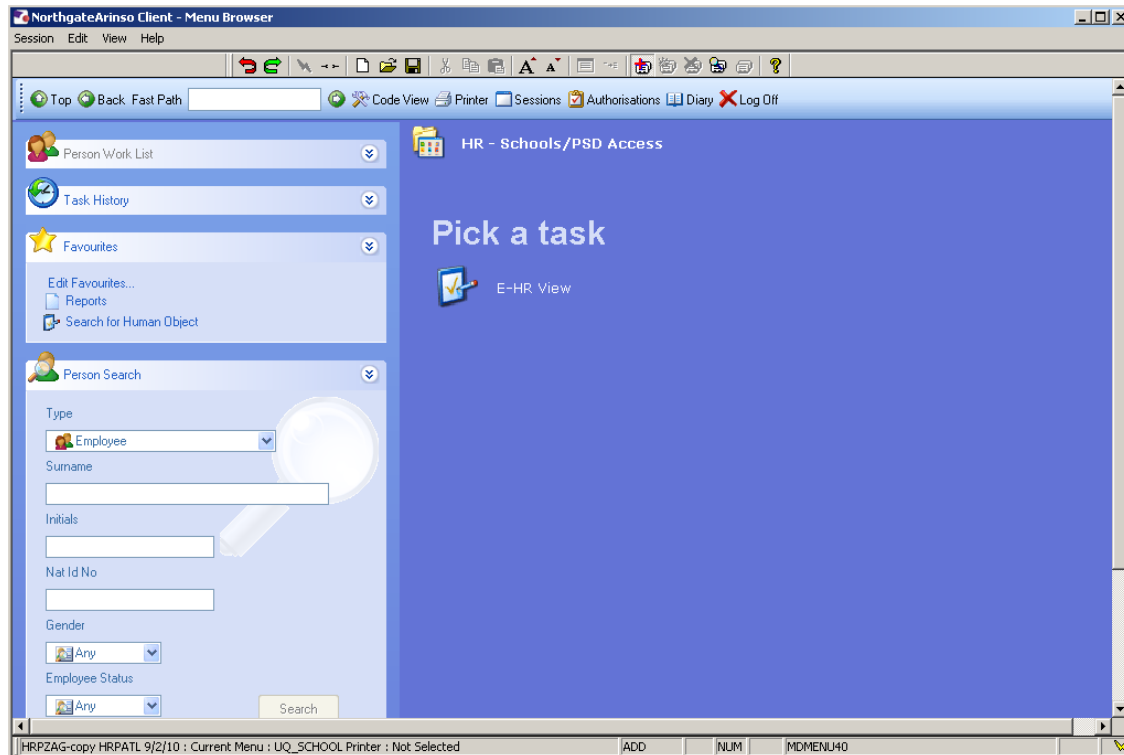 NorthgateArinso Client - Menu Browser
Session Edit View Help
Top Back Fast Path Code View Printer Sessions Authorisations Diary Log Off
Person Work List
Task History
Favourites
Edit Favourites...
Reports
Search for Human Object
Person Search
Type
Employee
Surname
Initials
Nat Id No
Gender
Any
Employee Status
Any
Search
HR - Schools/PSD Access
Pick a task
E-HR View
HRPZAG-copy HRPATL 9/2/10 : Current Menu : UQ_SCHOOL Printer : Not Selected ADD NUM MDMENU40